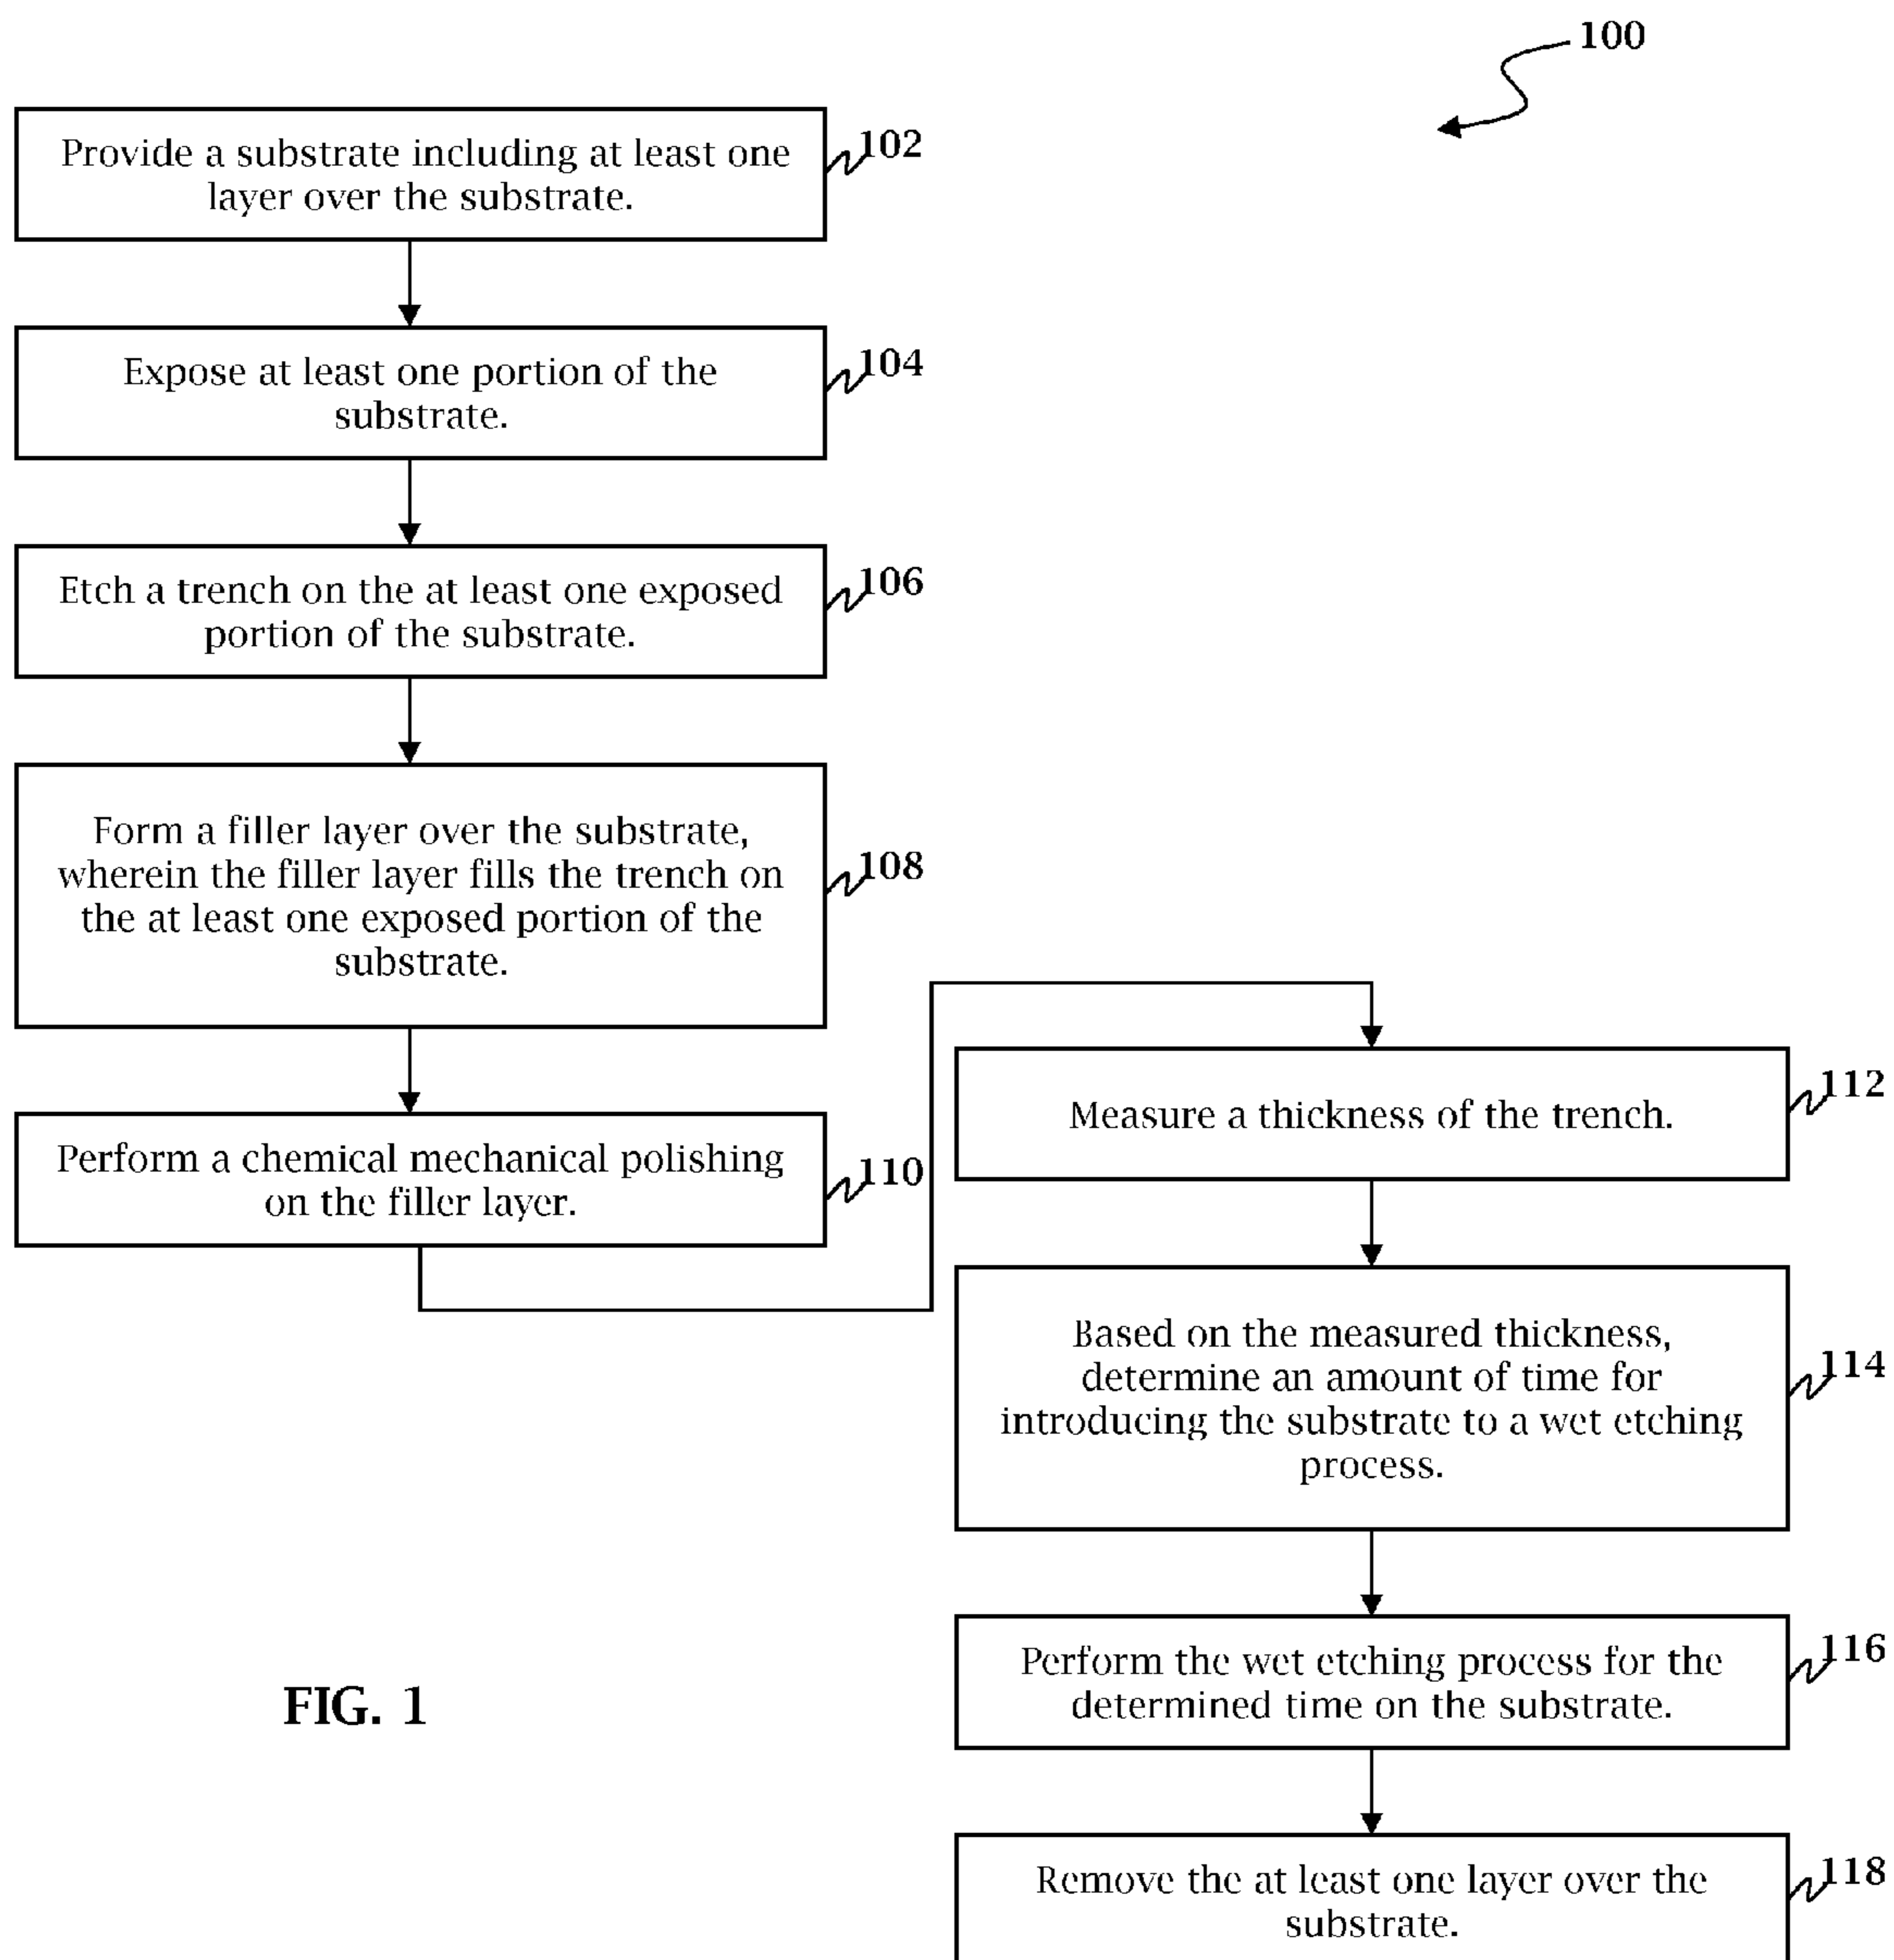 100
Provide a substrate including at least one
layer over the substrate.
102
Expose at least one portion of the
substrate.
104
Etch a trench on the at least one exposed
portion of the substrate.
106
Form a filler layer over the substrate,
wherein the filler layer fills the trench on
the at least one exposed portion of the
substrate.
108
Perform a chemical mechanical polishing
on the filler layer.
110
Measure a thickness of the trench.
112
Based on the measured thickness,
determine an amount of time for
introducing the substrate to a wet etching
process.
114
Perform the wet etching process for the
determined time on the substrate.
116
Remove the at least one layer over the
substrate.
118
FIG. 1